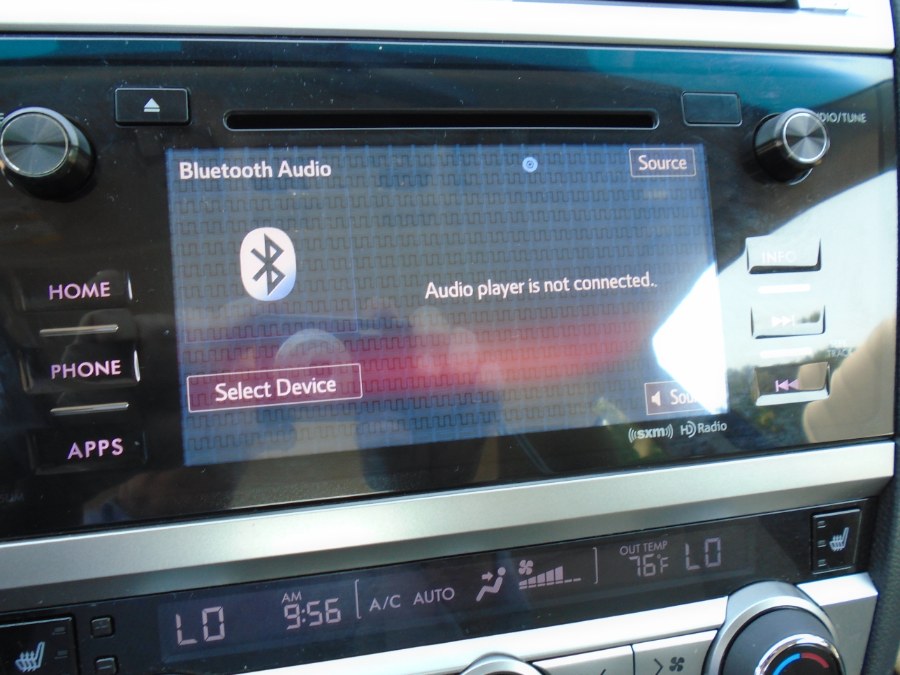 Bluetooth Audio
Source
INFO
HOME
Audio player is not connected.
PHONE
Select Device
APPS
((sxm))
HD Radio
LO
AM
9:56
A/C AUTO
OUT TEMP
76°F
LO